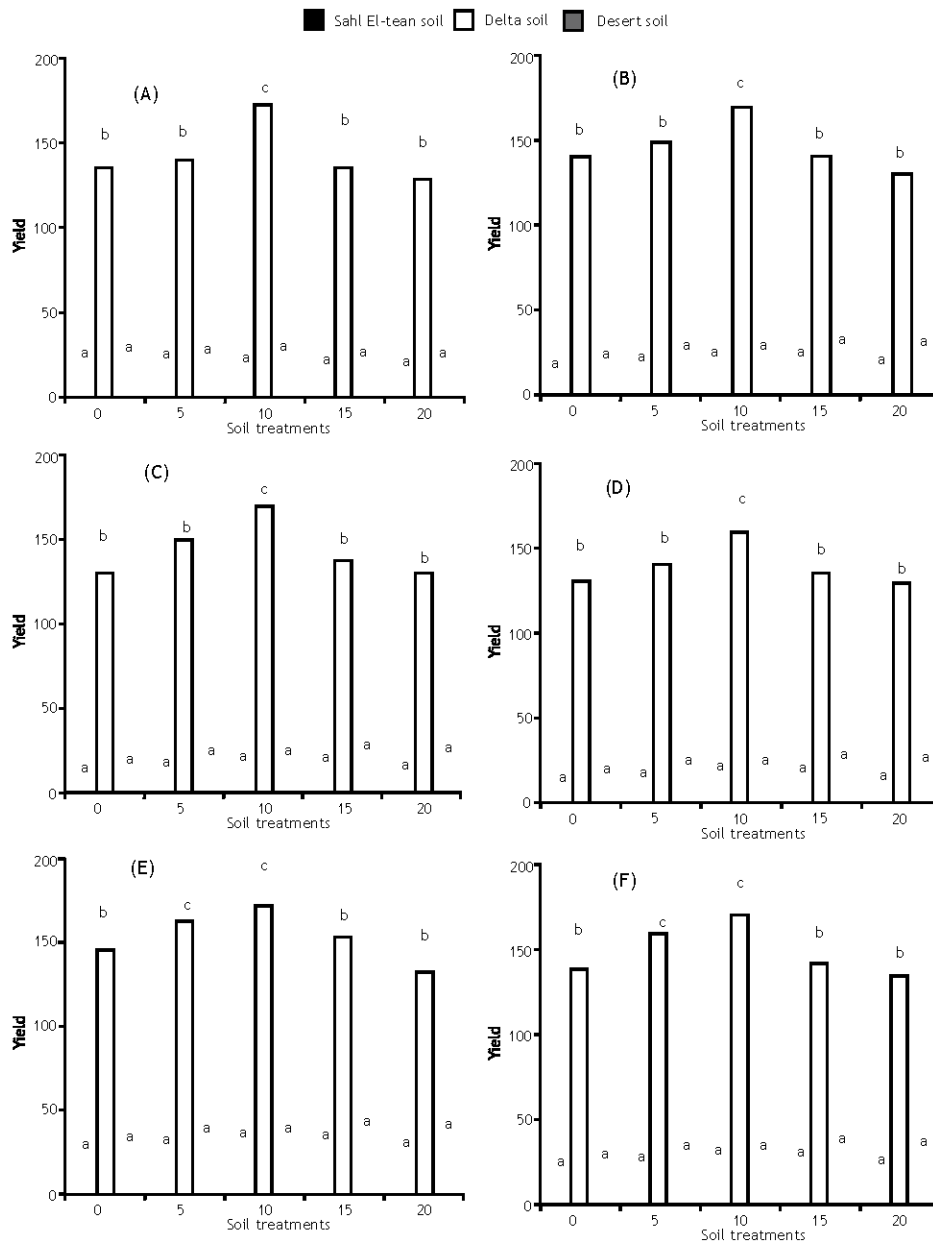 Sahl El-tean soil Delta soil Desert soil
(A)
Yield
200
150
100
50
0
b b c b b
a a a a a a a a a a
0 5 10 15 20
Soil treatments
(B)
Yield
200
150
100
50
0
b b c b b
a a a a a a a a a a
0 5 10 15 20
Soil treatments
(C)
Yield
200
150
100
50
0
b b c b b
a a a a a a a a a a
0 5 10 15 20
Soil treatments
(D)
Yield
200
150
100
50
0
b b c b b
a a a a a a a a a a
0 5 10 15 20
Soil treatments
(E)
Yield
200
150
100
50
0
b c c b b
a a a a a a a a a a
0 5 10 15 20
Soil treatments
(F)
Yield
200
150
100
50
0
b c c b b
a a a a a a a a a a
0 5 10 15 20
Soil treatments